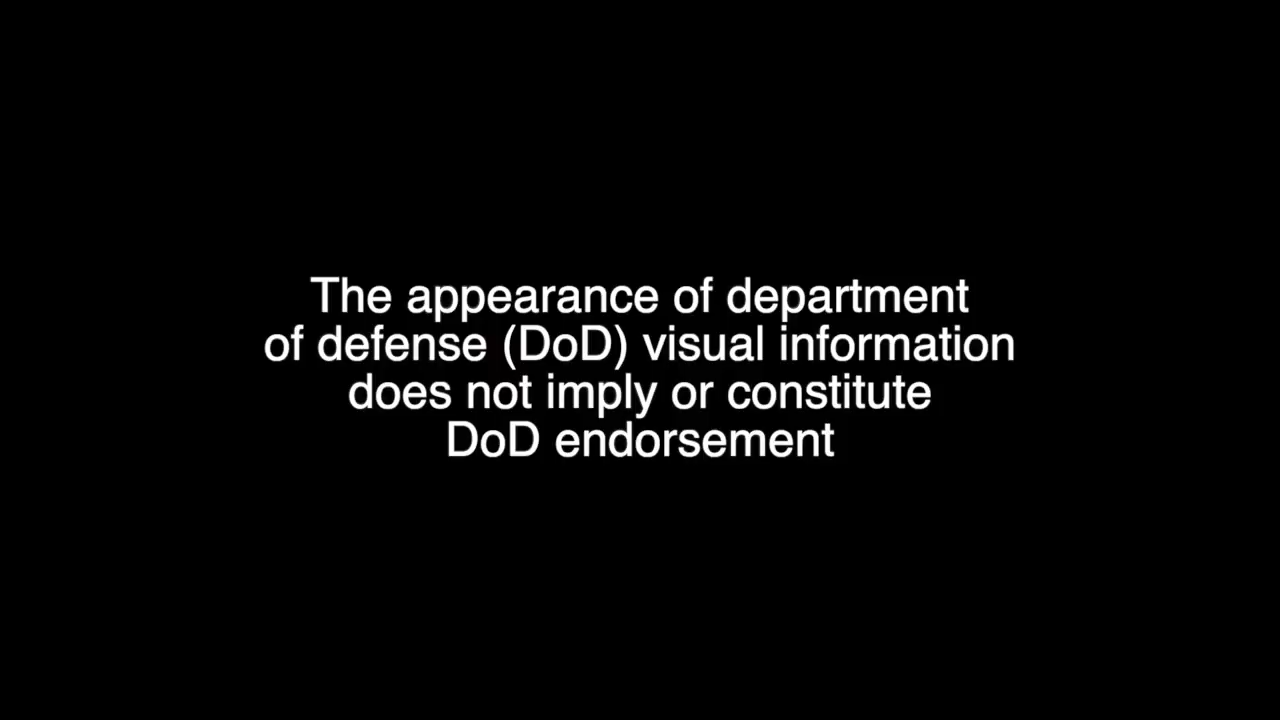 The appearance of department
of defense (DoD) visual information
does not imply or constitute
DoD endorsement